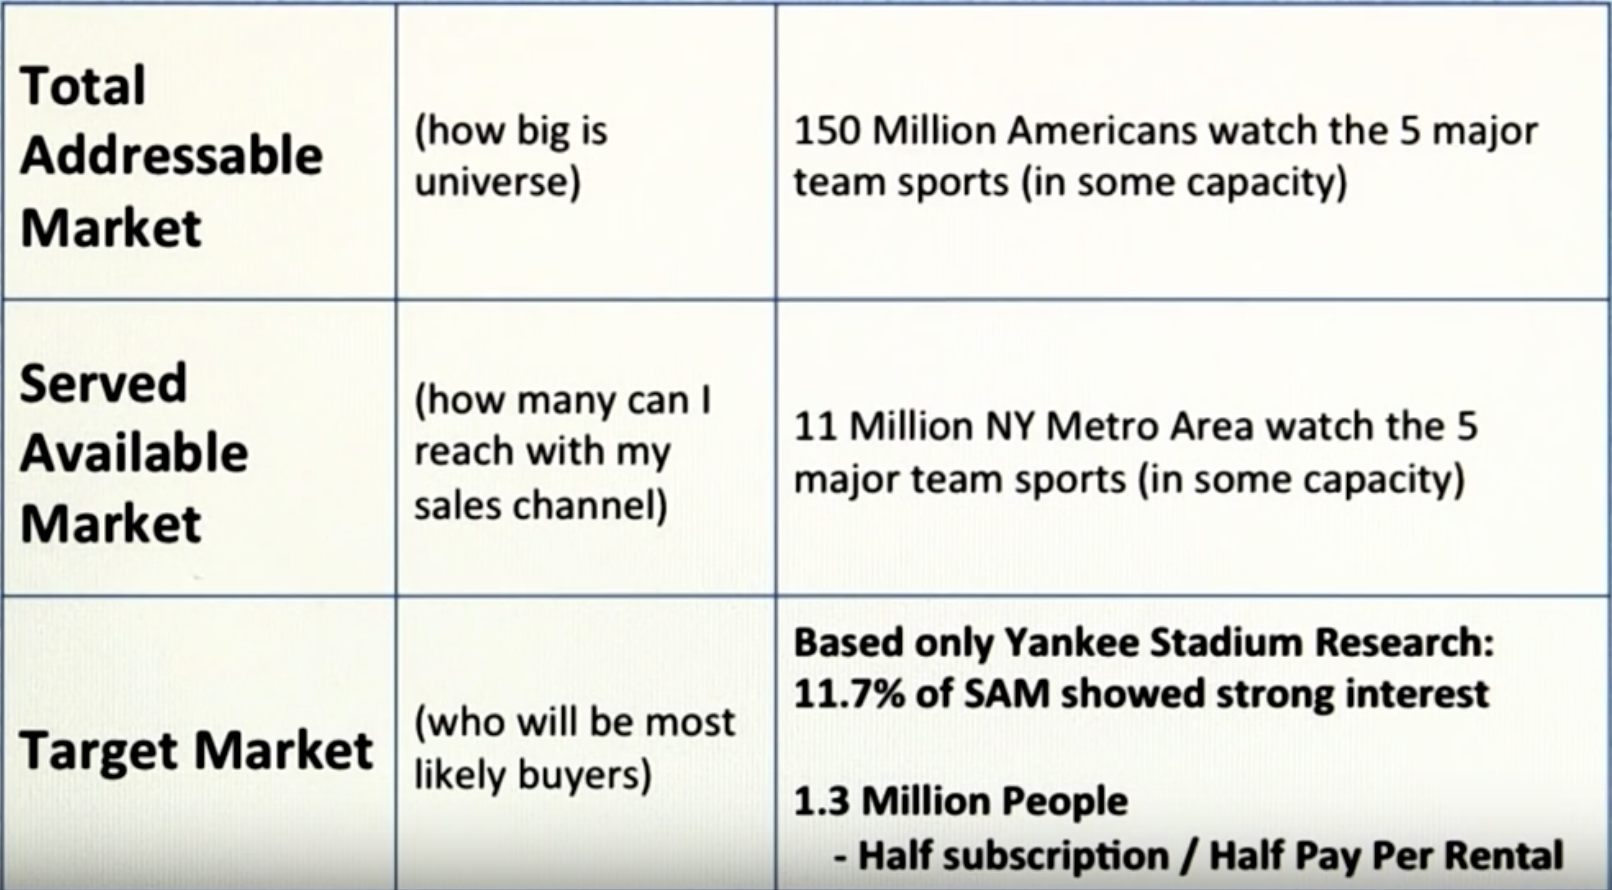 Total
Addressable
Market
(how big is
universe)
150 Million Americans watch the 5 major
team sports (in some capacity)
Served
Available
Market
(how many can I
reach with my
sales channel)
11 Million NY Metro Area watch the 5
major team sports (in some capacity)
Target Market
(who will be most
likely buyers)
Based only Yankee Stadium Research:
11.7% of SAM showed strong interest
1.3 Million People
- Half subscription / Half Pay Per Rental